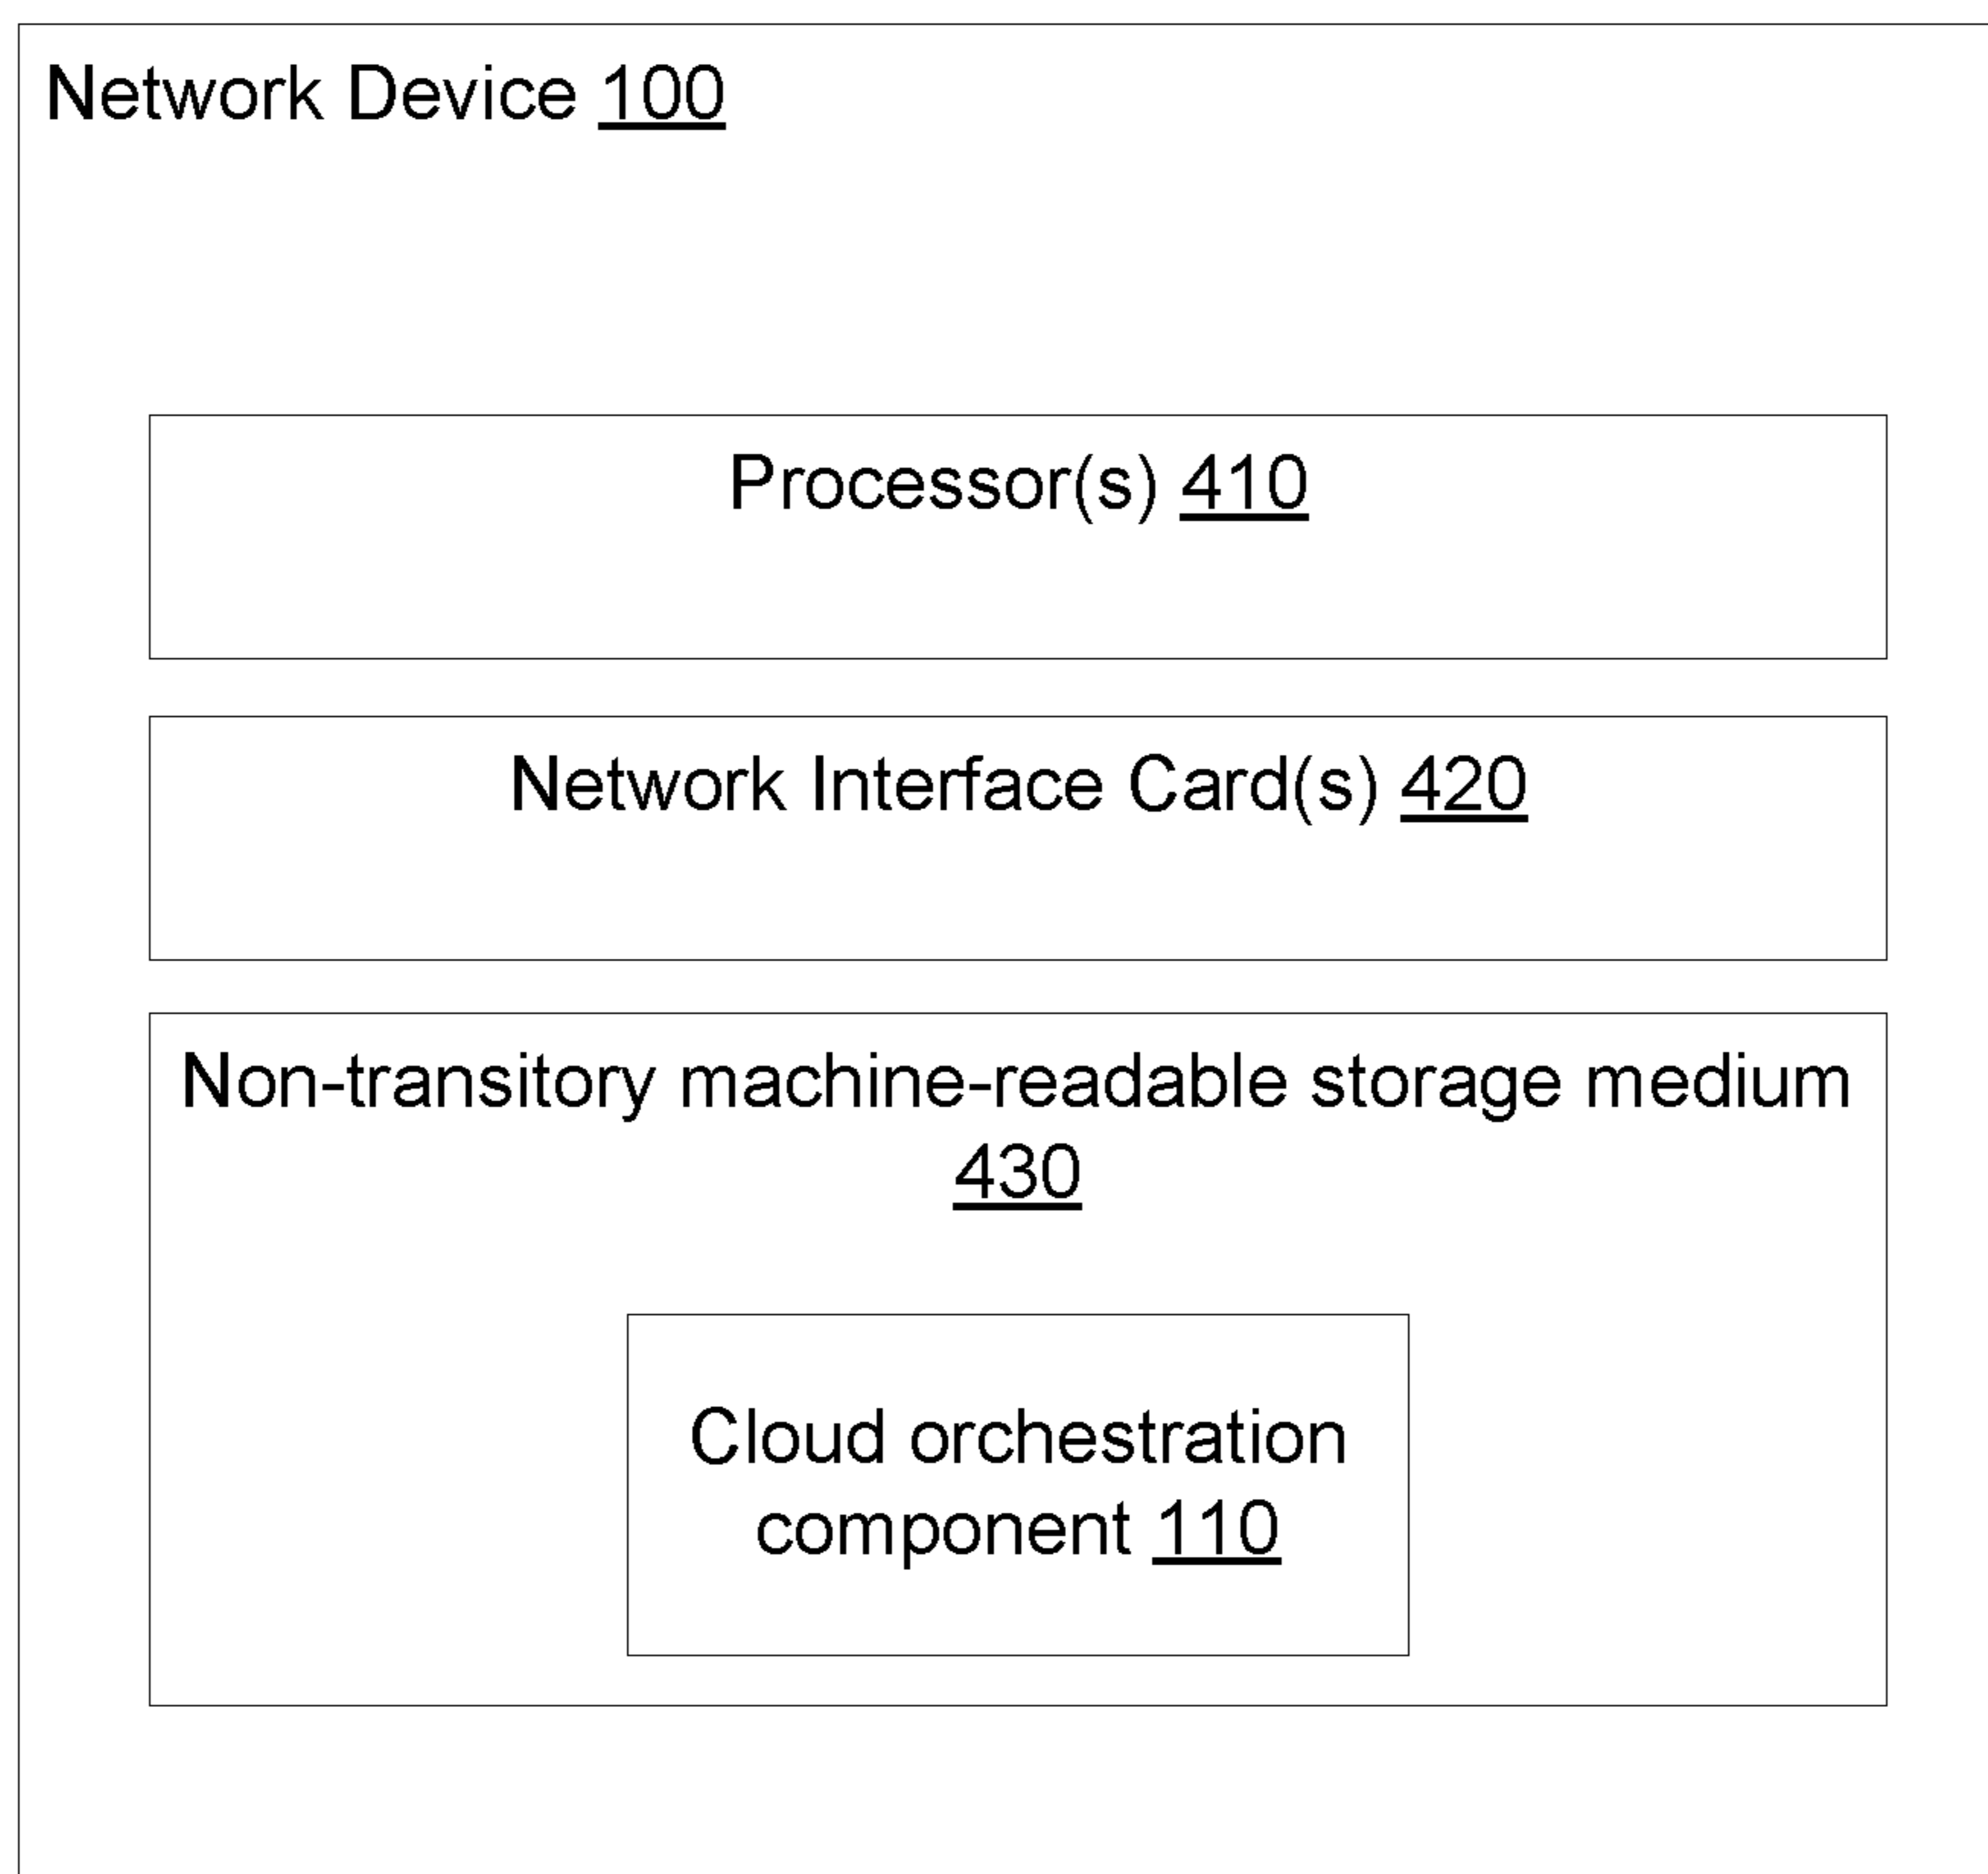 Network Device 100
Processor(s) 410
Network Interface Card(s) 420
Non-transitory machine-readable storage medium
430
Cloud orchestration
component 110